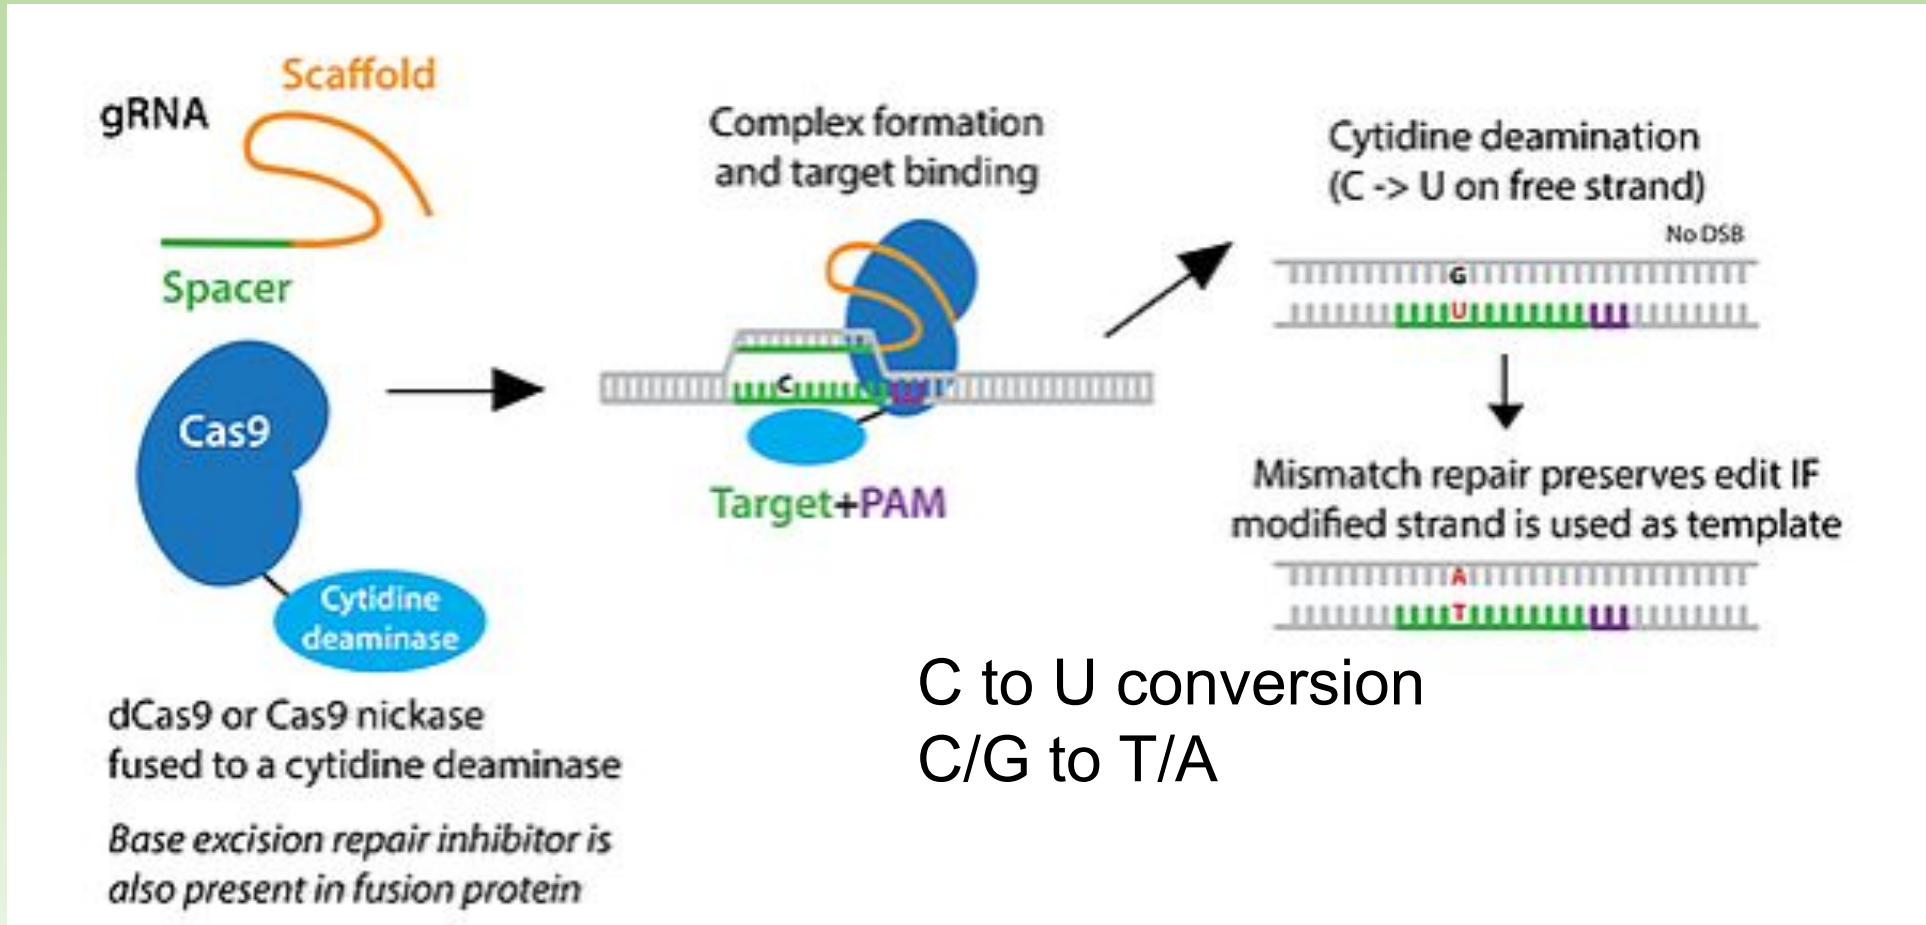 gRNA
Scaffold
Spacer
Cas9
Cytidine
deaminase
dCas9 or Cas9 nickase
fused to a cytidine deaminase
Base excision repair inhibitor is
also present in fusion protein
Complex formation
and target binding
C
Target+PAM
Cytidine deamination
(C -> U on free strand)
No DSB
G
U
Mismatch repair preserves edit IF
modified strand is used as template
A
T
C to U conversion
C/G to T/A